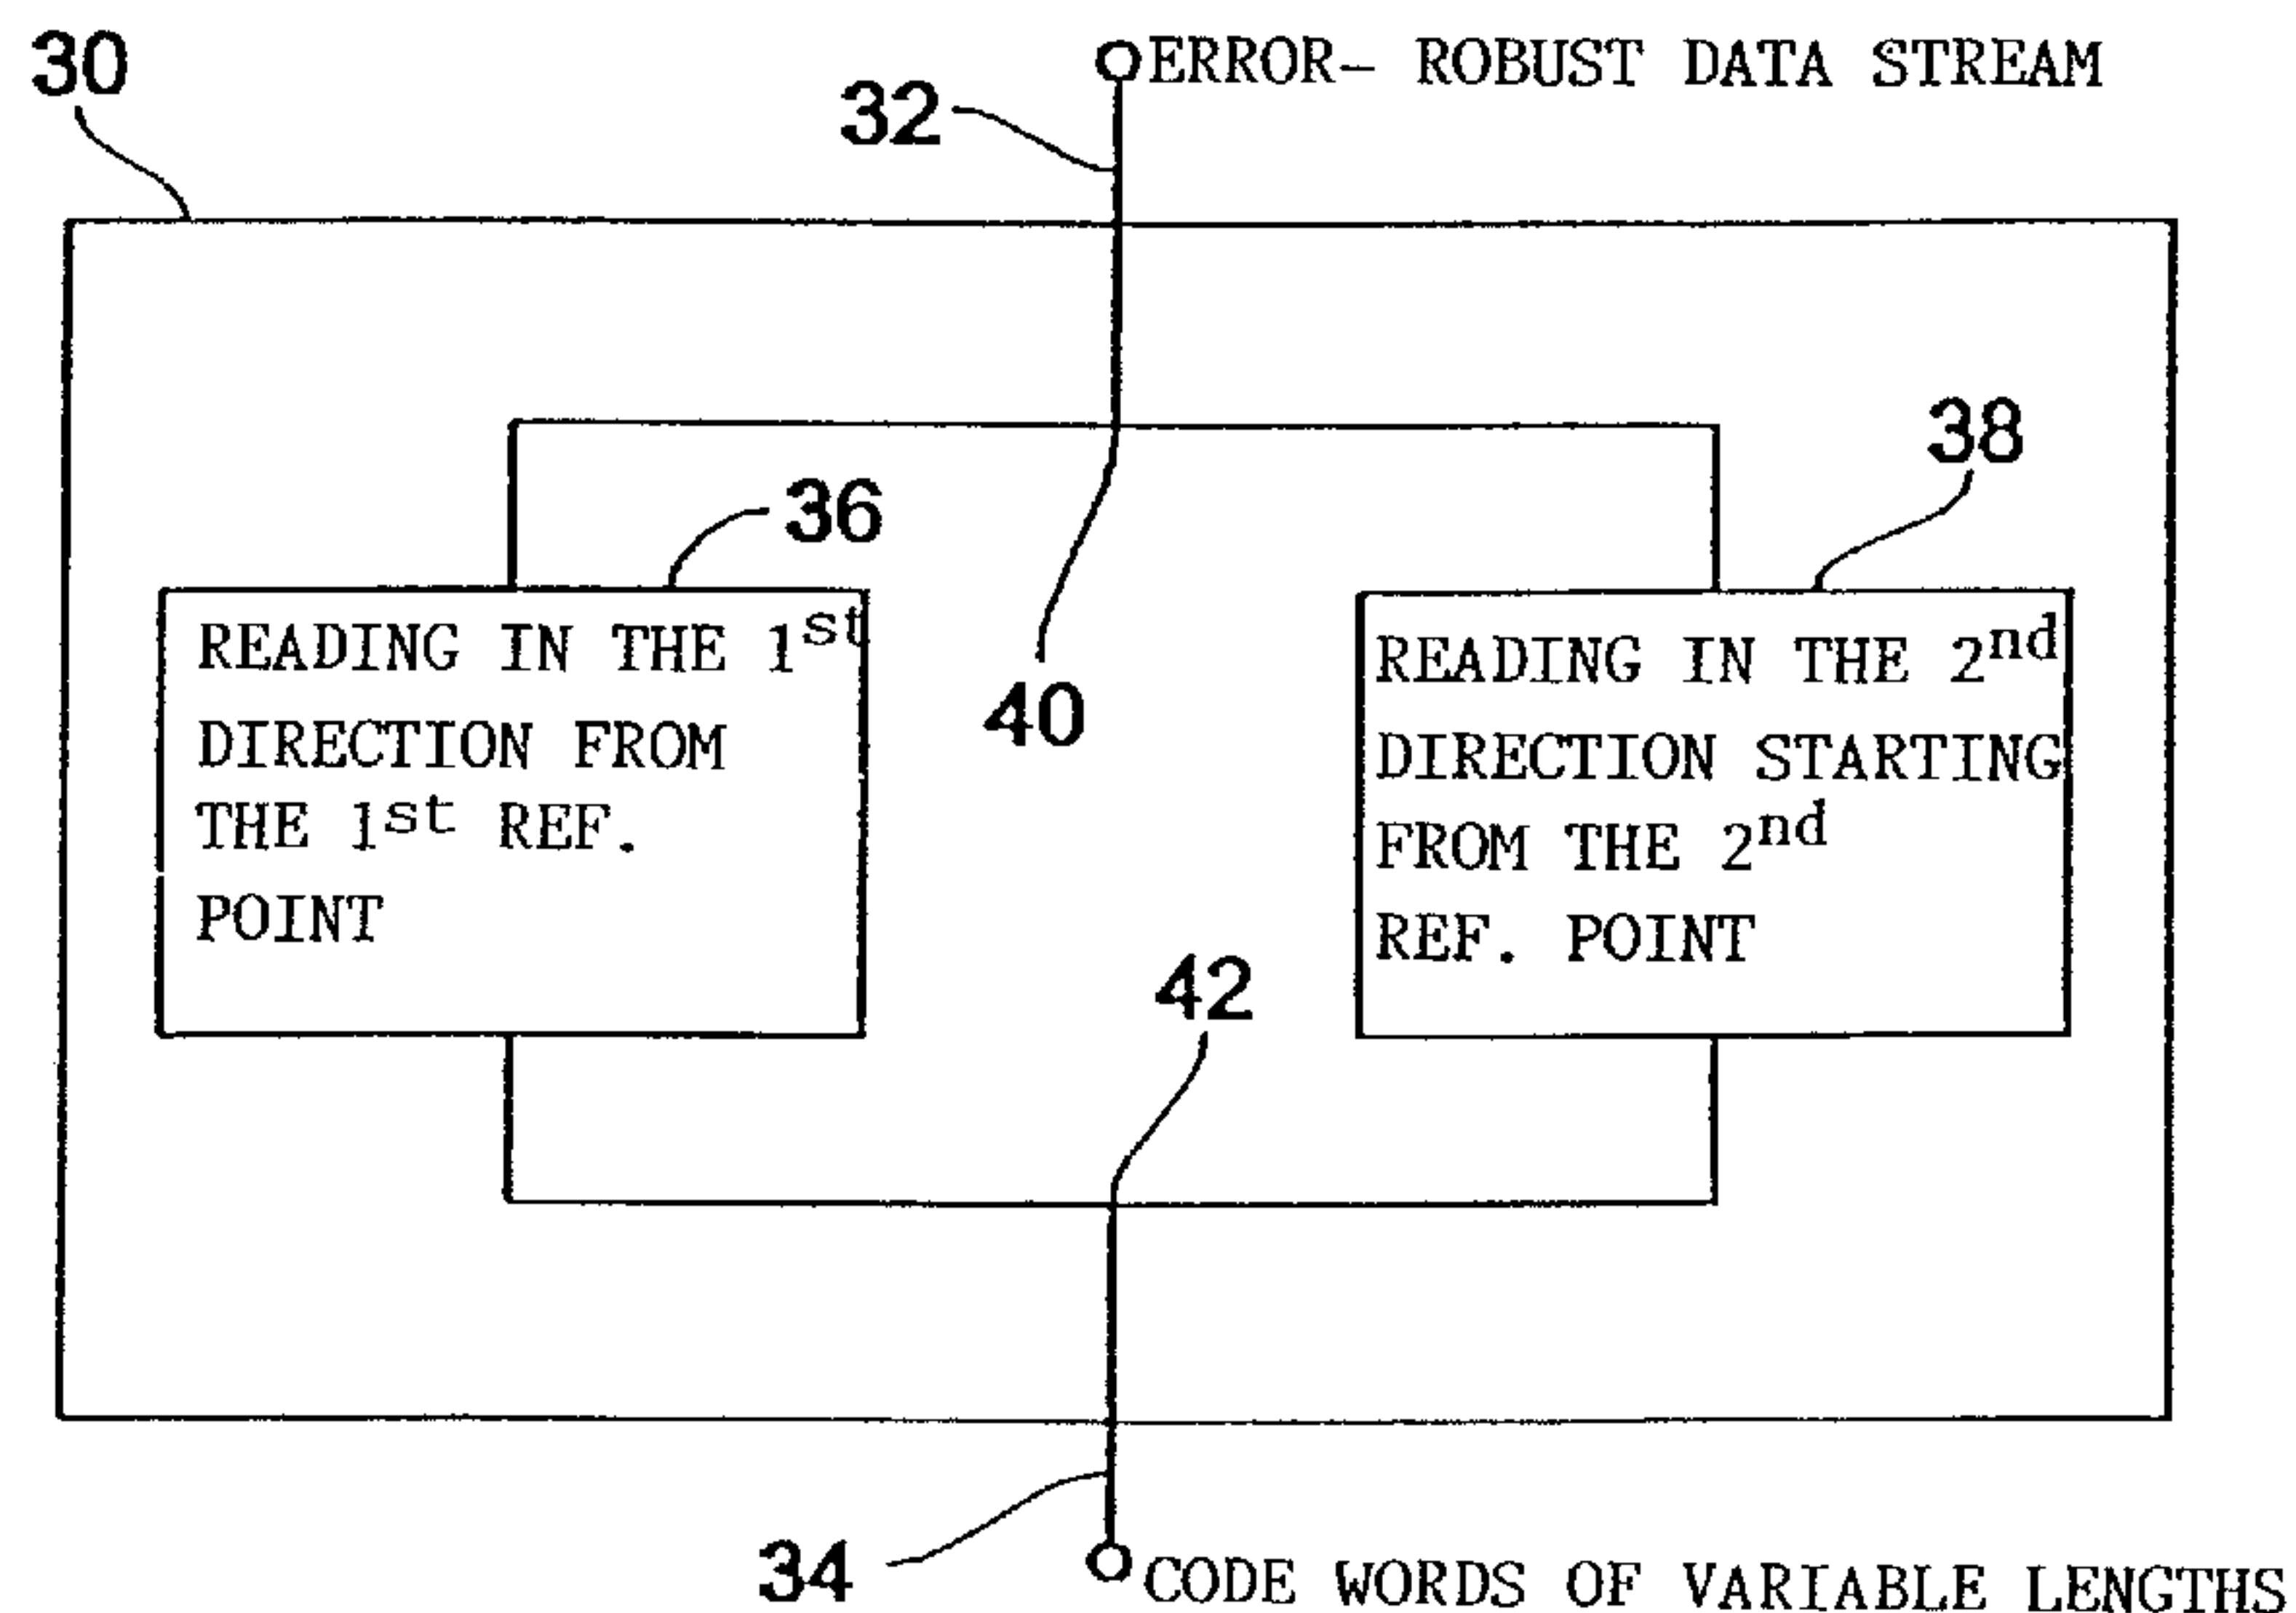 30
ERROR- ROBUST DATA STREAM
32
38
36
READING IN THE 1st
DIRECTION FROM
THE 1st REF.
POINT
40
READING IN THE 2nd
DIRECTION STARTING
FROM THE 2nd
REF. POINT
42
34
CODE WORDS OF VARIABLE LENGTHS